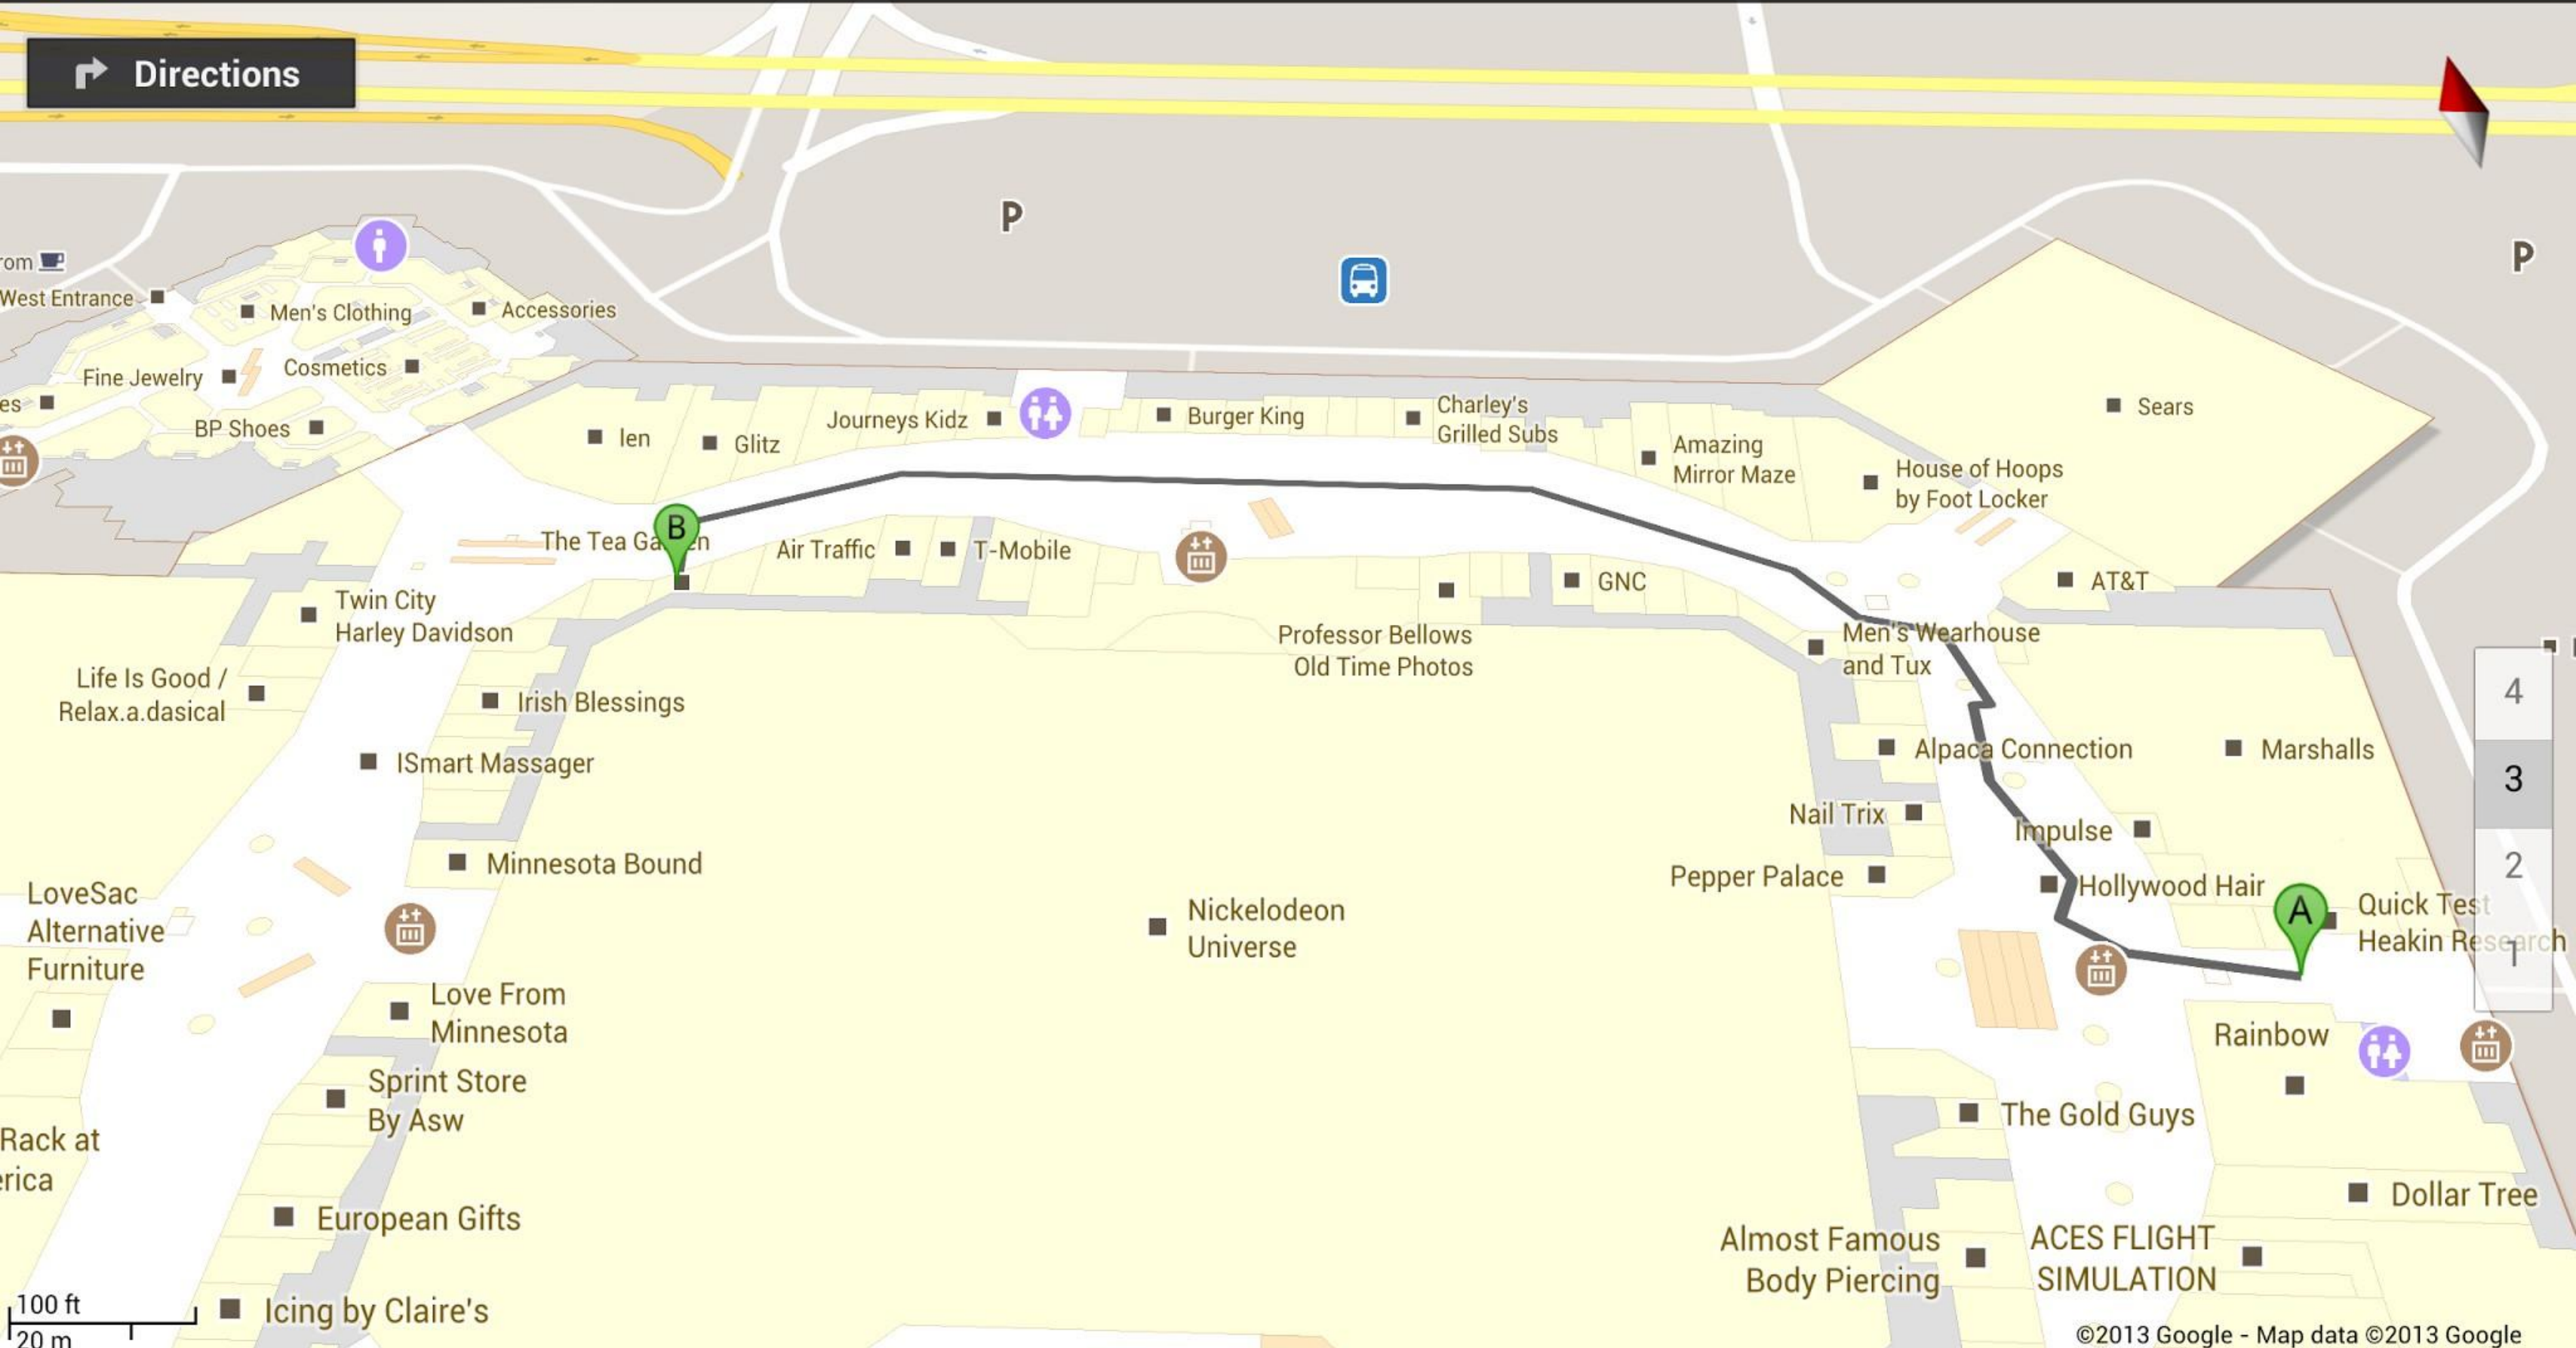 Directions
P
P
rom
West Entrance
Men's Clothing
Accessories
Fine Jewelry
Cosmetics
es
BP Shoes
len
Glitz
Journeys Kidz
Burger King
Charley's
Grilled Subs
Amazing
Mirror Maze
Sears
House of Hoops
by Foot Locker
B
The Tea Garden
Air Traffic
T-Mobile
GNC
AT&T
Twin City
Harley Davidson
Professor Bellows
Old Time Photos
Men's Wearhouse
and Tux
Life Is Good /
Relax.a.dasical
Irish Blessings
4
ISmart Massager
Alpaca Connection
Marshalls
3
Nail Trix
Impulse
Minnesota Bound
Pepper Palace
Hollywood Hair
2
LoveSac
Alternative
Furniture
Nickelodeon
Universe
A
Quick Test
Heakin Research
1
Love From
Minnesota
Rainbow
Sprint Store
By Asw
The Gold Guys
Rack at
erica
European Gifts
Dollar Tree
Almost Famous
Body Piercing
ACES FLIGHT
SIMULATION
Icing by Claire's
100 ft
20 m
©2013 Google - Map data ©2013 Google